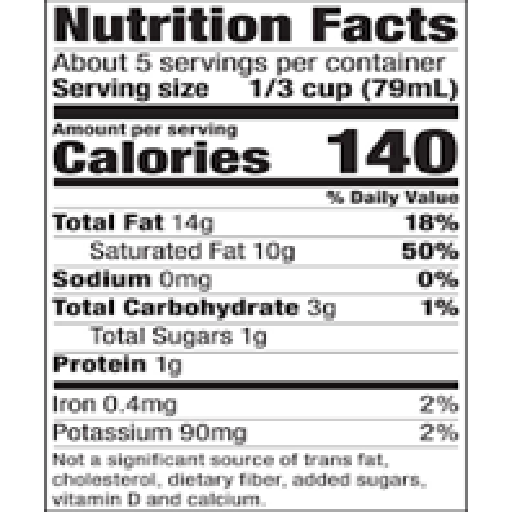 Nutrition Facts
About 5 servings per container
Serving size 1/3 cup (79mL)
Amount per serving
Calories 140
% Daily Value
Total Fat 14g 18%
Saturated Fat 10g 50%
Sodium 0mg 0%
Total Carbohydrate 3g 1%
Total Sugars 1g
Protein 1g
Iron 0.4mg 2%
Potassium 90mg 2%
Not a significant source of trans fat,
cholesterol, dietary fiber, added sugars,
vitamin D and calcium.